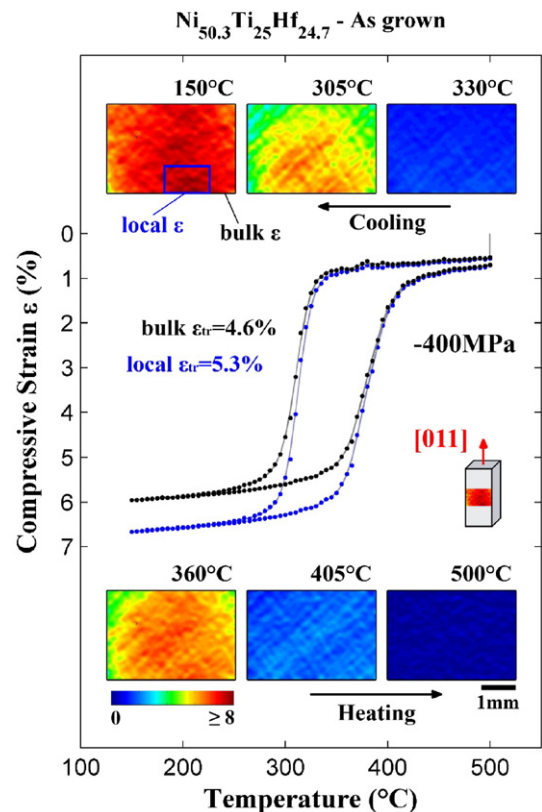 Ni50.3Ti25Hf24.7 - As grown
150°C 305°C 330°C
local ε
bulk ε
Cooling
0
1
2
3
4
5
6
7
Compressive Strain ε (%)
bulk εtr=4.6%
local εtr=5.3%
-400MPa
[011]
360°C 405°C 500°C
0 ≥ 8
Heating
1mm
100 200 300 400 500
Temperature (°C)